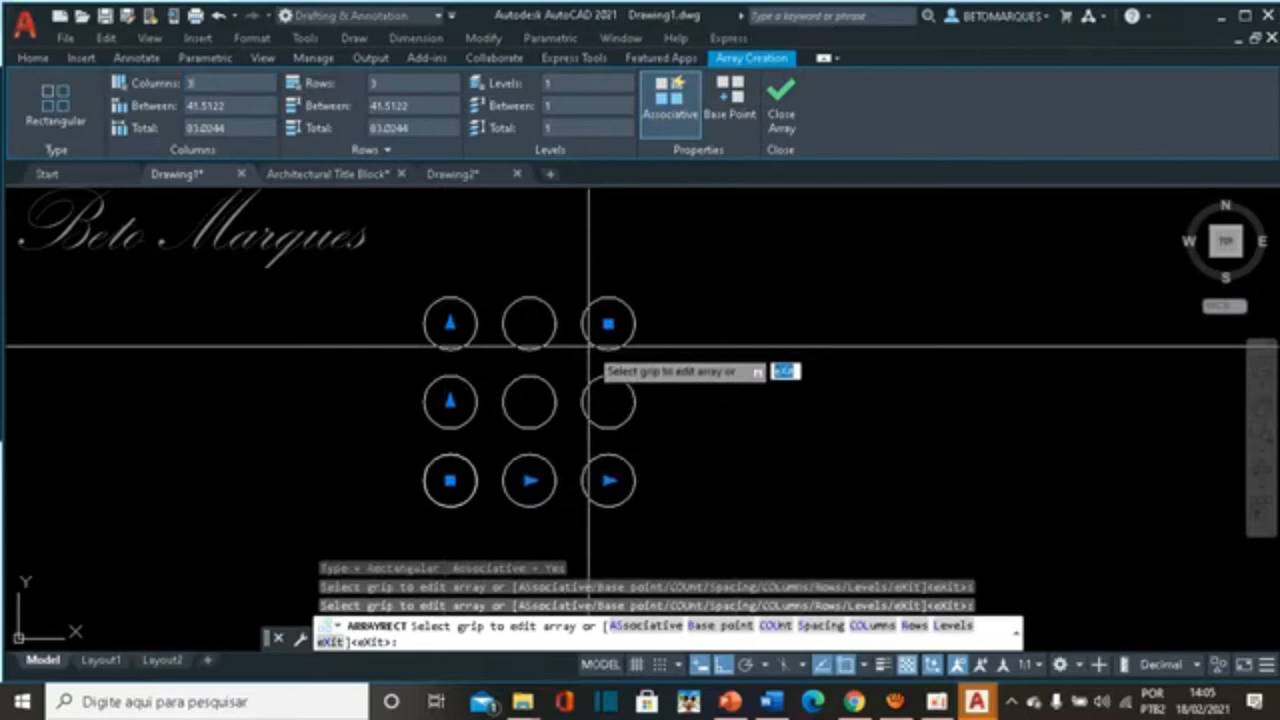 Drafting & Annotation
Autodesk AutoCAD 2021 Drawing1.dwg
Type a keyword or phrase
BETOMARQUES
File Edit View Insert Format Tools Draw Dimension Modify Parametric Window Help Express
Home Insert Annotate Parametric View Manage Output Add-ins Collaborate Express Tools Featured Apps Array Creation
Columns: 3 Rows: 3 Levels: 1
Between: 41.5122 Between: 41.5122 Between: 1
Total: 83.0244 Total: 83.0244 Total: 1
Rectangular
Associative Base Point Close Array
Type Columns Rows Levels Properties Close
Start Drawing1* Architectural Title Block* Drawing2*
Beto Marques
N
W TOP E
S
Select grip to edit array or eXit
Type = Rectangular Associative = Yes
Select grip to edit array or [ASsociative/Base point/COUnt/Spacing/COLumns/Rows/Levels/eXit]<eXit>:
Select grip to edit array or [ASsociative/Base point/COUnt/Spacing/COLumns/Rows/Levels/eXit]<eXit>:
ARRAYRECT Select grip to edit array or [ASsociative Base point COUnt Spacing COLumns Rows Levels
eXit]<eXit>:
Y
X
Model Layout1 Layout2 +
MODEL 1:1 Decimal
Digite aqui para pesquisar
POR 14:05
PTB2 18/02/2021